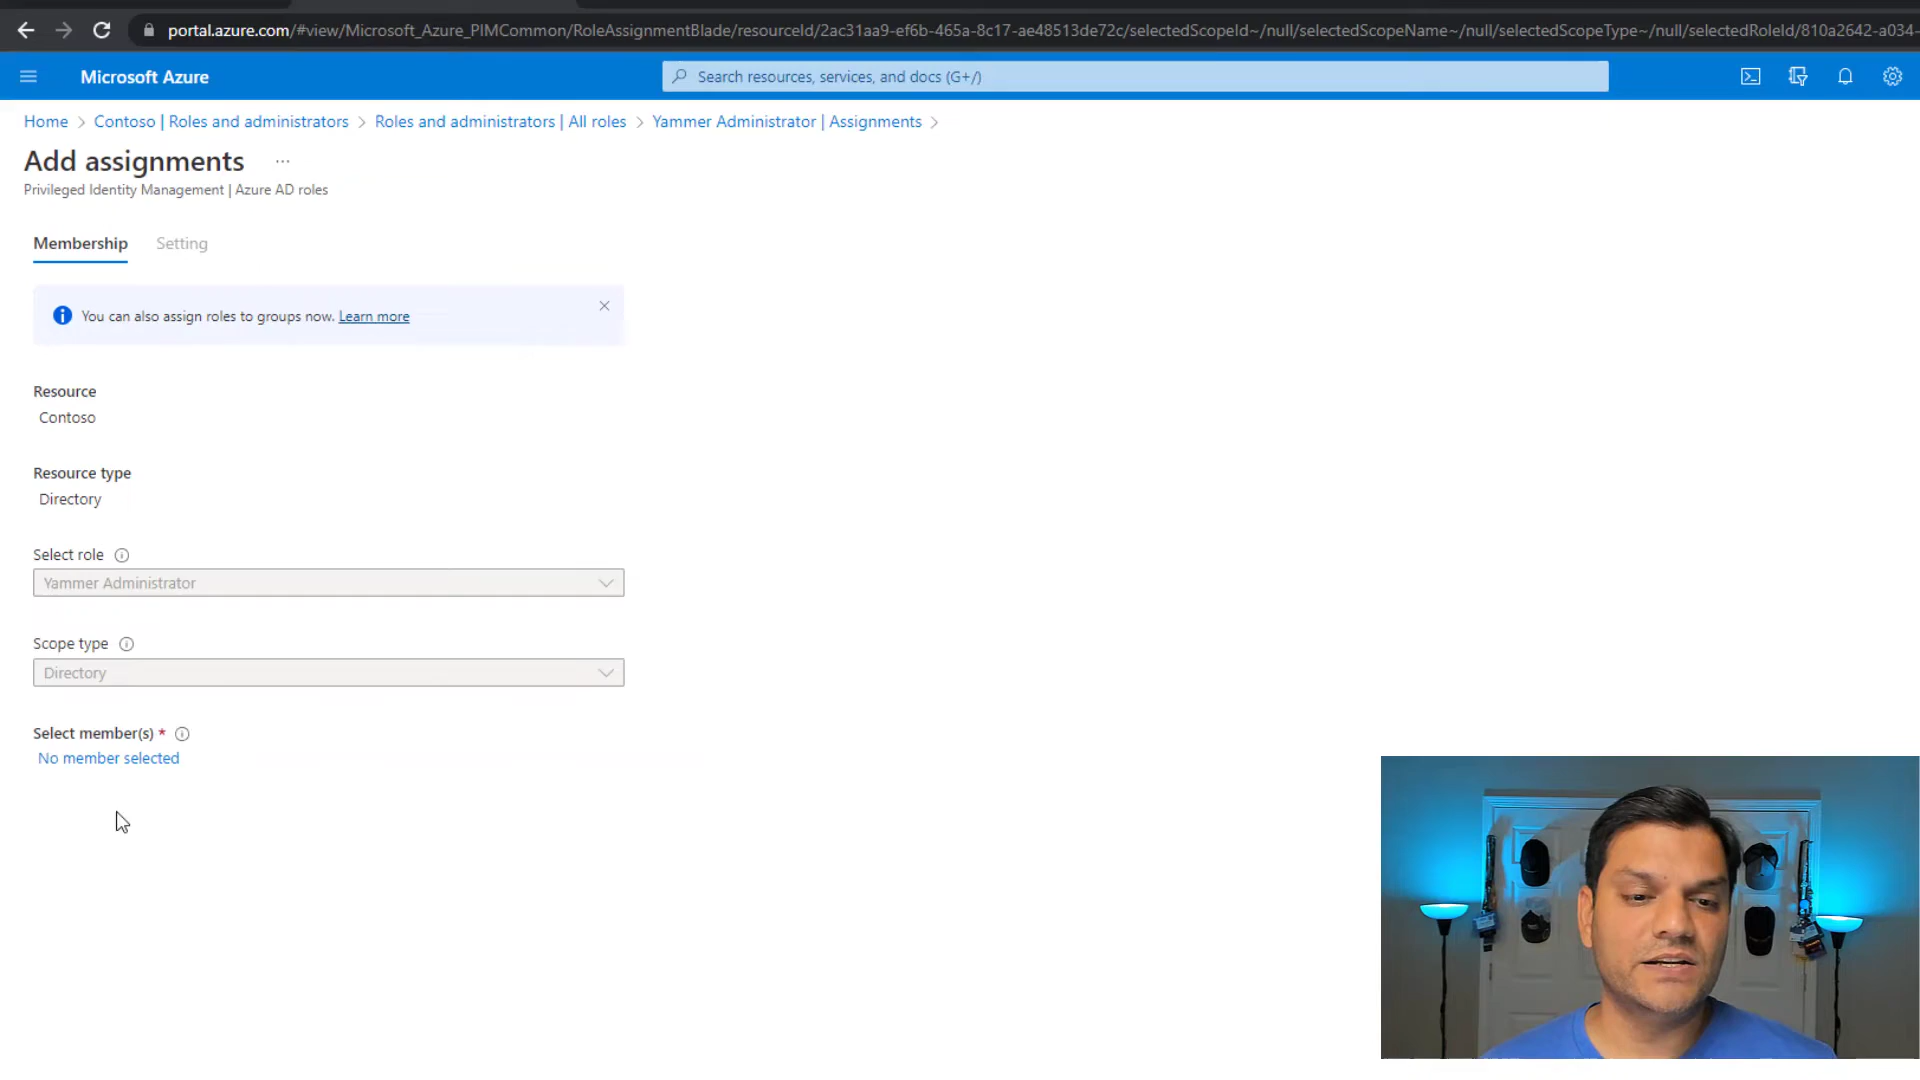 portal.azure.com/#view/Microsoft_Azure_PIMCommon/RoleAssignmentBlade/resourceId/2ac31aa9-ef6b-465a-8c17-ae48513de72c/selectedScopeId~/null/selectedScopeName~/null/selectedScopeType~/null/selectedRoleId/810a2642-a034-
Microsoft Azure
Search resources, services, and docs (G+/)
Home > Contoso | Roles and administrators > Roles and administrators | All roles > Yammer Administrator | Assignments >
Add assignments ...
Privileged Identity Management | Azure AD roles
Membership Setting
You can also assign roles to groups now. Learn more
Resource
Contoso
Resource type
Directory
Select role
Yammer Administrator
Scope type
Directory
Select member(s) *
No member selected